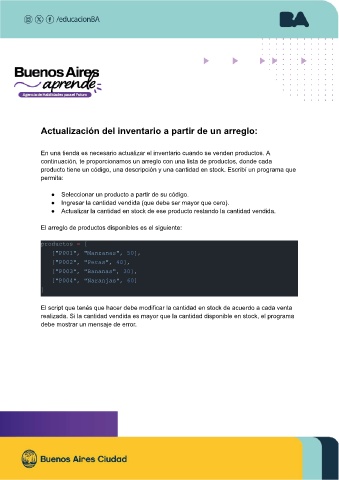 /educacionBA
BA
Buenos Aires
aprende
Agencia de Habilidades para el Futuro
Actualización del inventario a partir de un arreglo:
En una tienda es necesario actualizar el inventario cuando se venden productos. A
continuación, te proporcionamos un arreglo con una lista de productos, donde cada
producto tiene un código, una descripción y una cantidad en stock. Escribí un programa que
permita:
● Seleccionar un producto a partir de su código.
● Ingresar la cantidad vendida (que debe ser mayor que cero).
● Actualizar la cantidad en stock de ese producto restando la cantidad vendida.
El arreglo de productos disponibles es el siguiente:
productos = [
["P001", "Manzanas", 50],
["P002", "Peras", 40],
["P003", "Bananas", 30],
["P004", "Naranjas", 60]
]
El script que tenés que hacer debe modificar la cantidad en stock de acuerdo a cada venta
realizada. Si la cantidad vendida es mayor que la cantidad disponible en stock, el programa
debe mostrar un mensaje de error.
Buenos Aires Ciudad